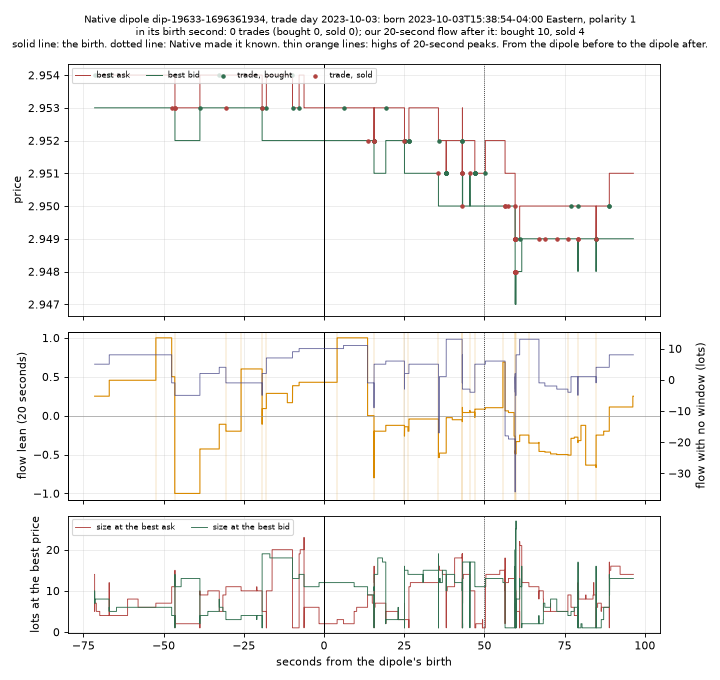 Native dipole dip-19633-1696361934, trade day 2023-10-03: born 2023-10-03T15:38:54-04:00 Eastern, polarity 1
in its birth second: 0 trades (bought 0, sold 0); our 20-second flow after it: bought 10, sold 4
solid line: the birth. dotted line: Native made it known. thin orange lines: highs of 20-second peaks. From the dipole before to the dipole after.
best ask best bid trade, bought trade, sold
2.954
2.953
2.952
2.951
2.950
2.949
2.948
2.947
price
1.0
0.5
0.0
−0.5
−1.0
flow lean (20 seconds)
10
0
−10
−20
−30
flow with no window (lots)
size at the best ask size at the best bid
20
10
0
lots at the best price
−75 −50 −25 0 25 50 75 100
seconds from the dipole's birth